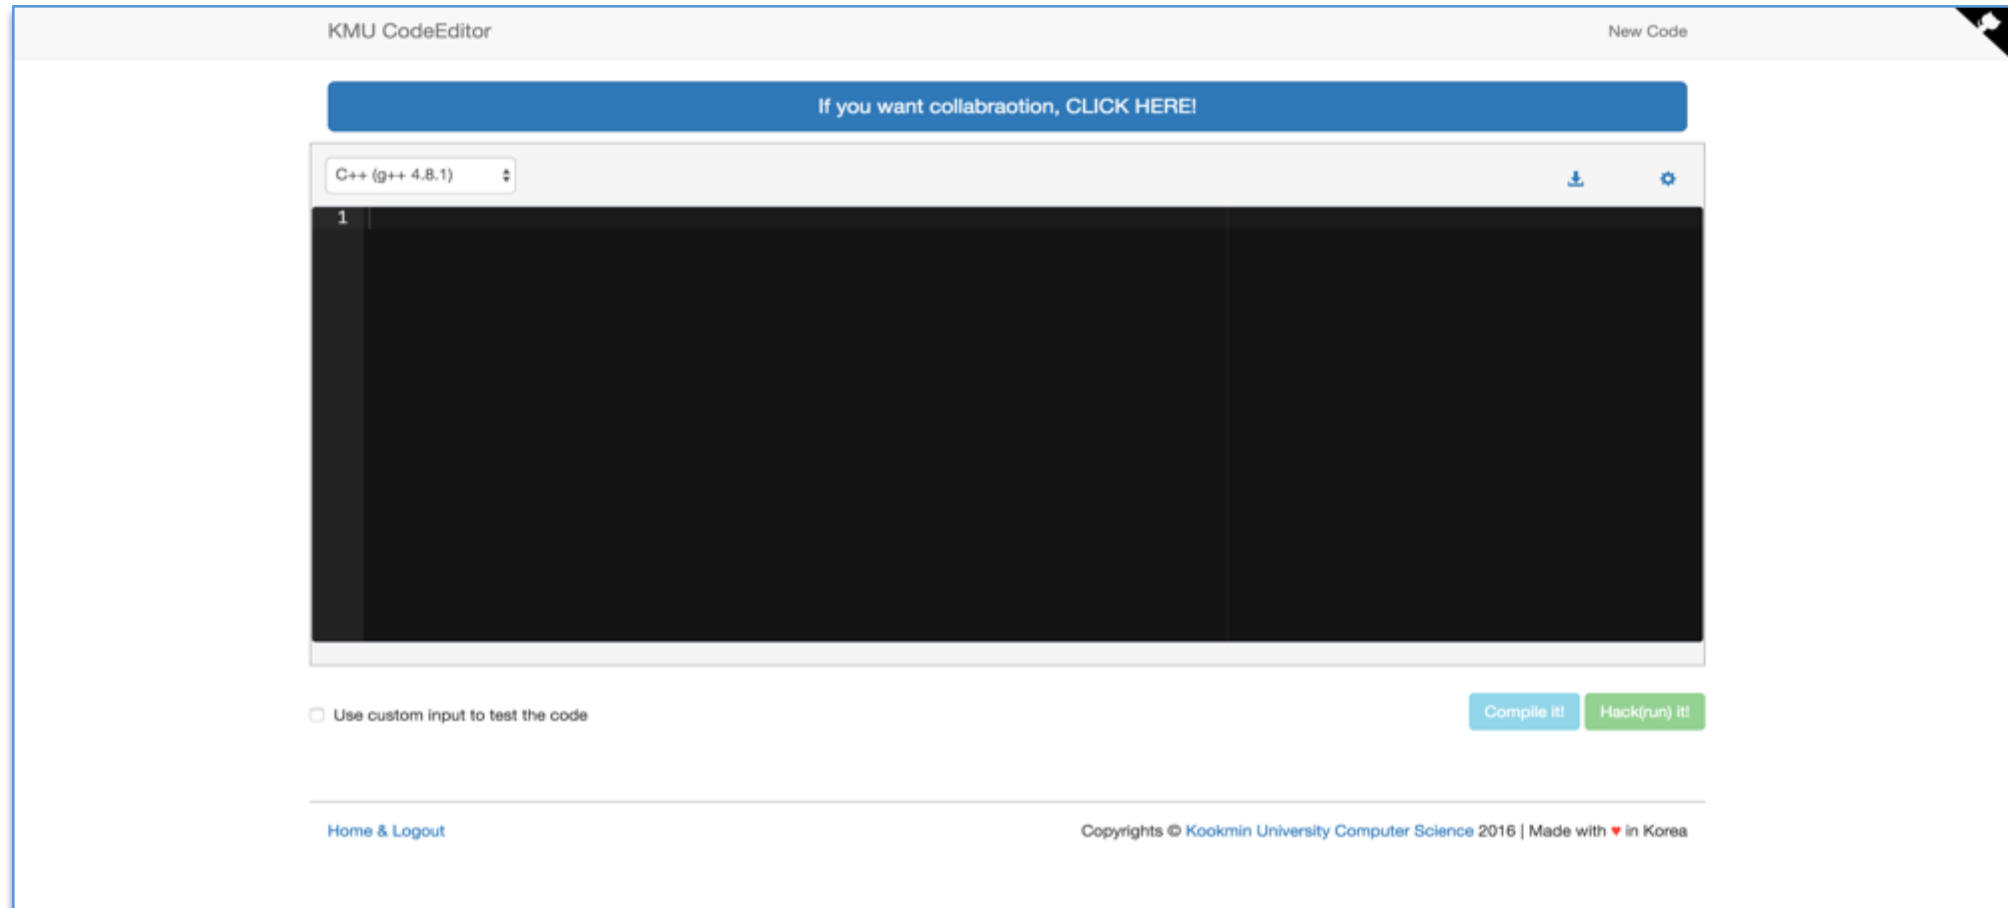 KMU CodeEditor
New Code
If you want collabraotion, CLICK HERE!
C++ (g++ 4.8.1)
1
Use custom input to test the code
Compile it!
Hack(run) it!
Home & Logout
Copyrights © Kookmin University Computer Science 2016 | Made with ♥ in Korea